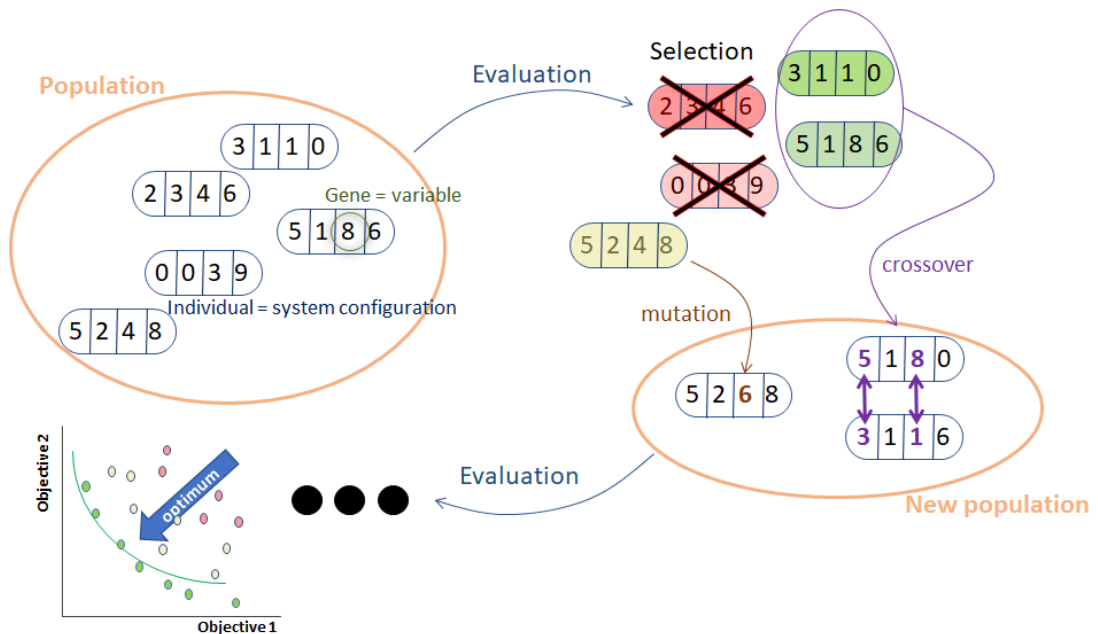 Population
3 1 1 0
2 3 4 6
Gene = variable
5 1 8 6
0 0 3 9
Individual = system configuration
5 2 4 8
Evaluation
Selection
2 3 4 6
3 1 1 0
5 1 8 6
0 0 3 9
5 2 4 8
crossover
mutation
5 1 8 0
5 2 6 8
3 1 1 6
New population
Evaluation
Objective 2
optimum
Objective 1